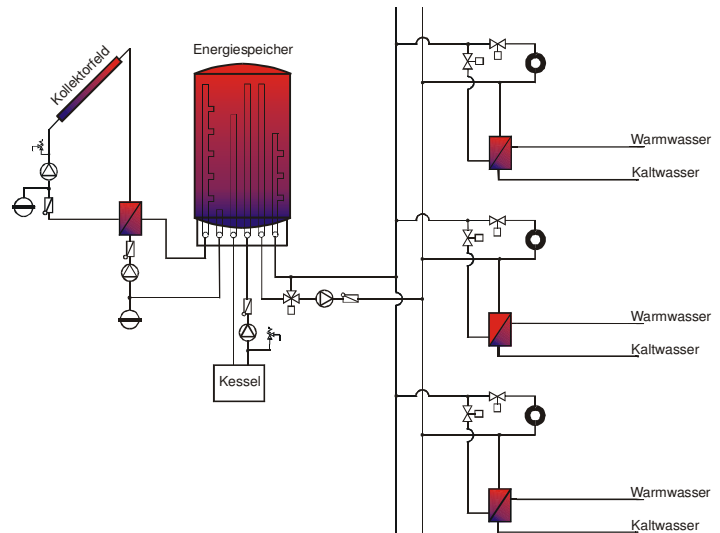 Energiespeicher
Kollektorfeld
Warmwasser
Kaltwasser
Warmwasser
Kaltwasser
Kessel
Warmwasser
Kaltwasser